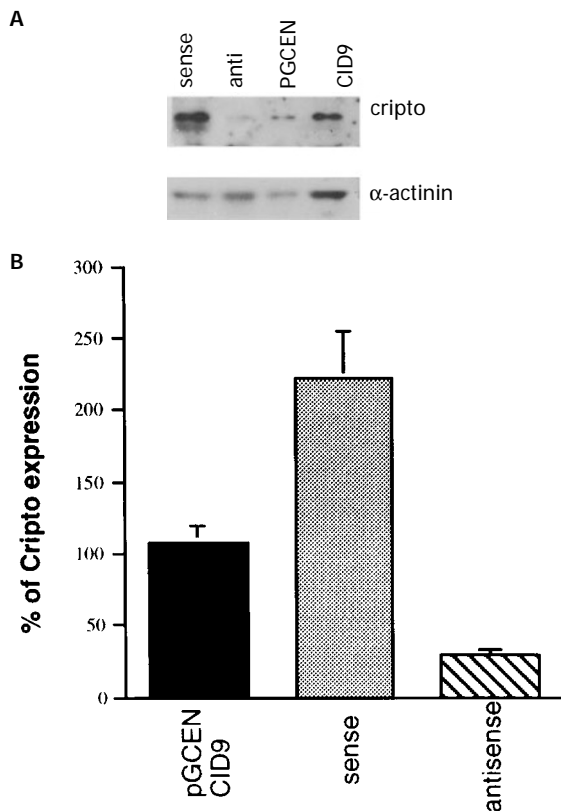 A
sense
anti
PGCEN
CID9
cripto
α-actinin
B
% of Cripto expression
300
250
200
150
100
50
0
pGCEN
CID9
sense
antisense